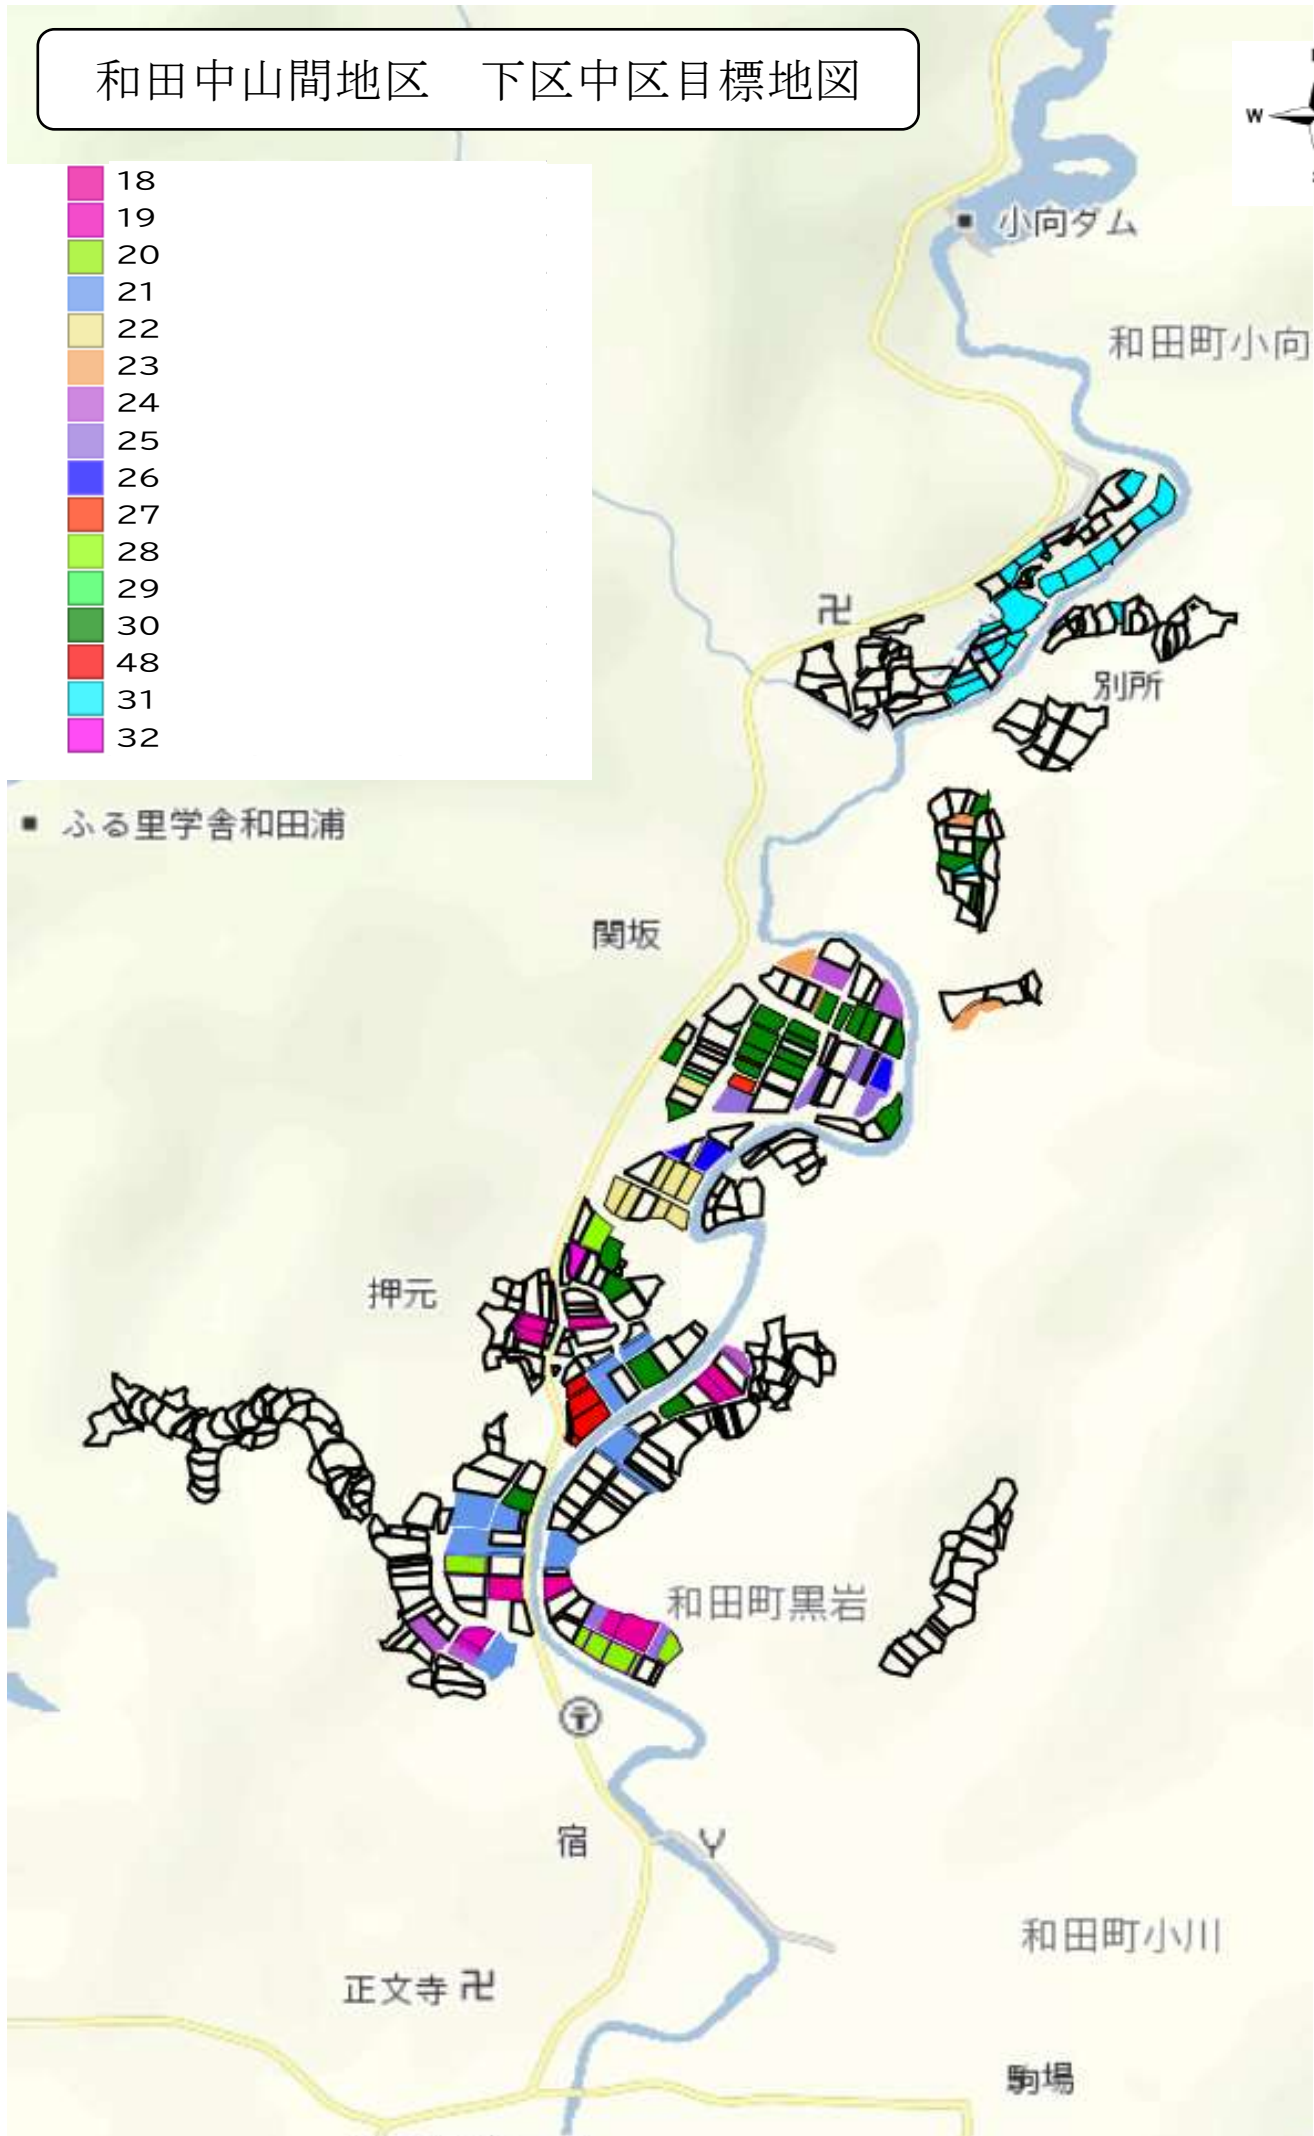 和田中山間地区　下区中区目標地図
W
18
19
20
21
22
23
24
25
26
27
28
29
30
48
31
32
小向ダム
和田町小向
卍
別所
ふる里学舎和田浦
関坂
押元
和田町黒岩
〒
宿
Y
和田町小川
正文寺 卍
駒場